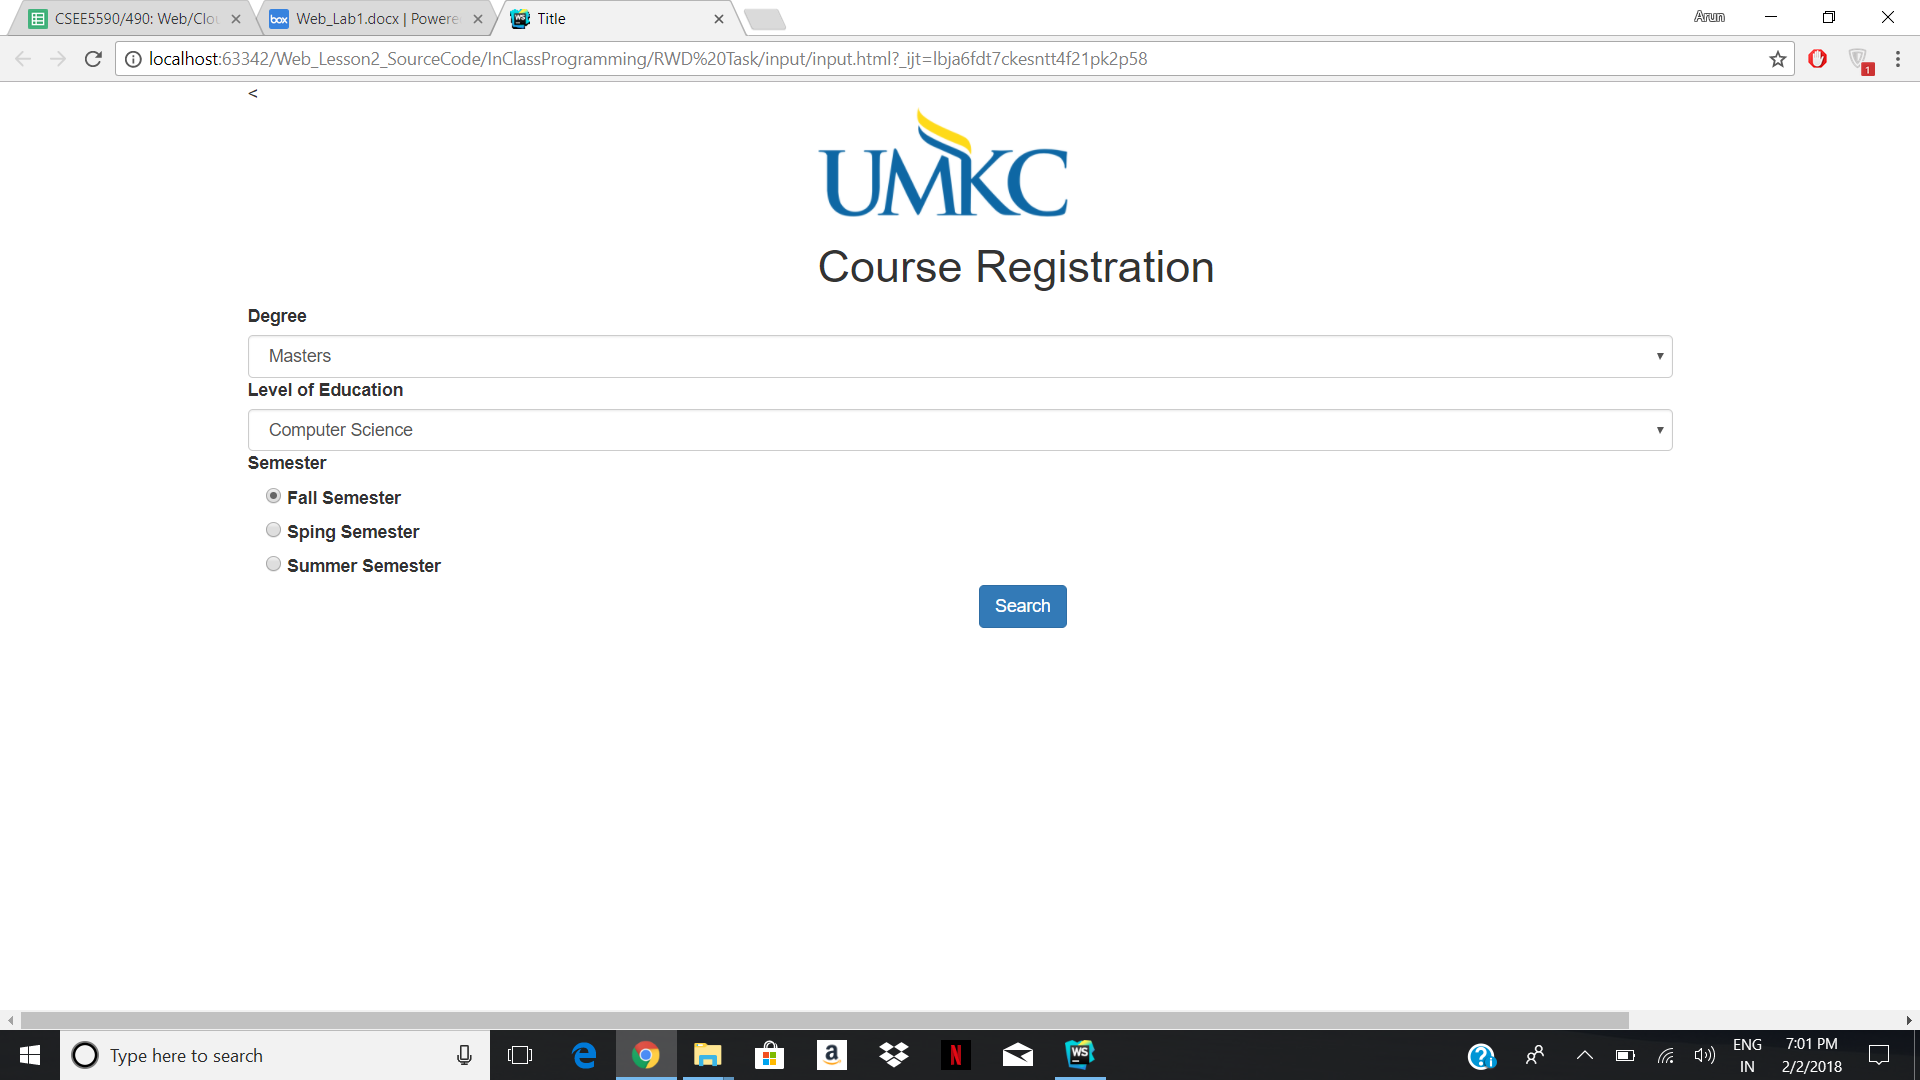 CSEE5590/490: Web/Clou
Web_Lab1.docx | Powere
Title
Arun
localhost:63342/Web_Lesson2_SourceCode/InClassProgramming/RWD%20Task/input/input.html?_ijt=lbja6fdt7ckesntt4f21pk2p58
1
<
UMKC
Course Registration
Degree
Masters
Level of Education
Computer Science
Semester
Fall Semester
Sping Semester
Summer Semester
Search
Type here to search
ENG
IN
7:01 PM
2/2/2018